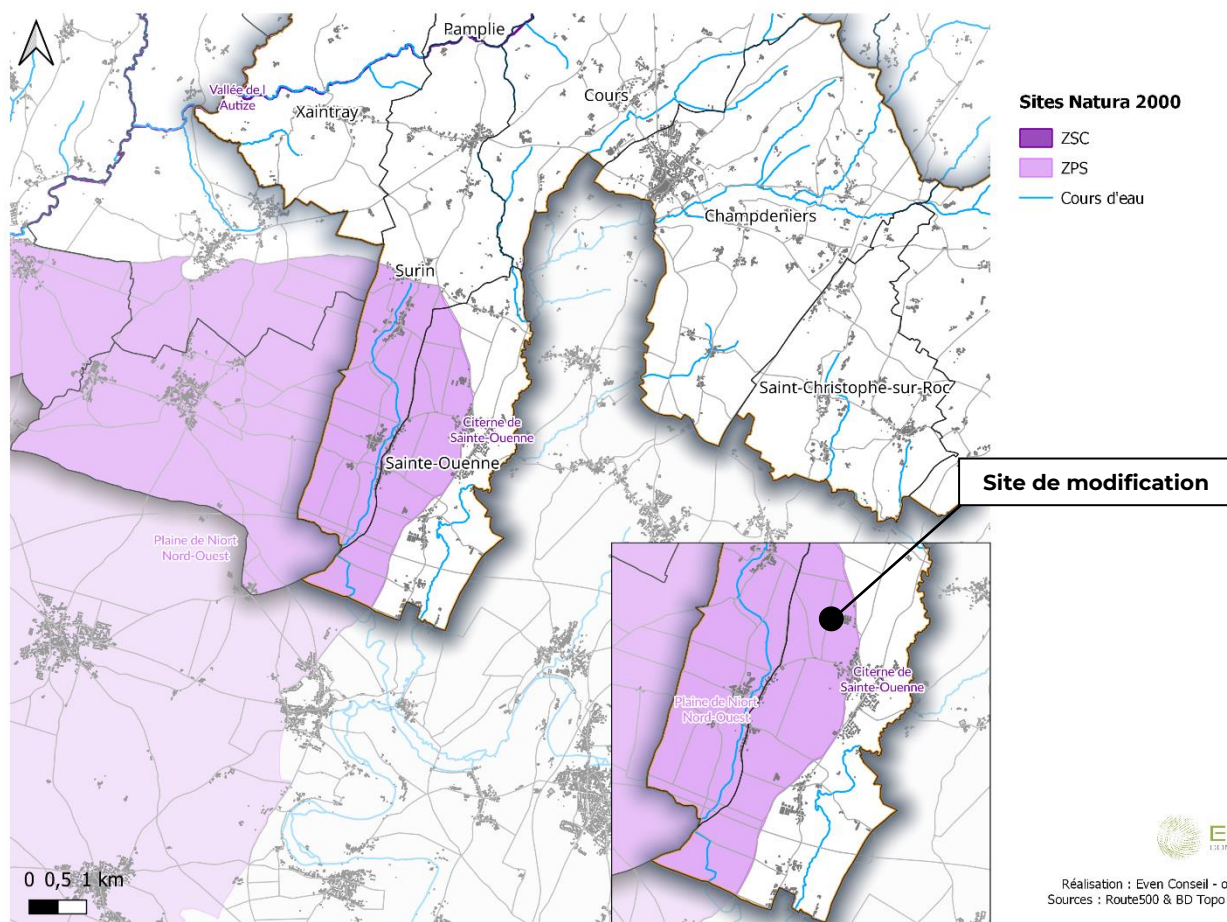 Pamplie
Vallée de l
Autize
Xaintray
Cours
Champdeniers
Surin
Saint-Christophe-sur-Roc
Citerne de
Sainte-Ouenne
Sainte-Ouenne
Plaine de Niort
Nord-Ouest
0 0,5 1 km
Sites Natura 2000
ZSC
ZPS
Cours d'eau
Site de modification
Citerne de
Sainte-Ouenne
Plaine de Niort
Nord-Ouest
Réalisation : Even Conseil -
Sources : Route500 & BD Topo